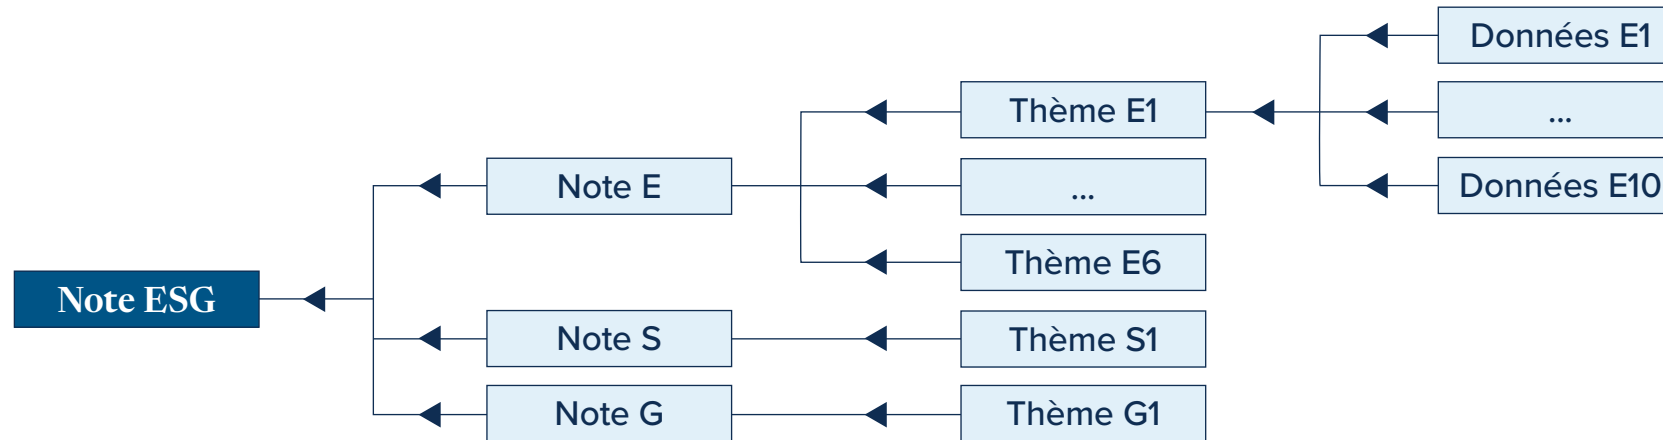 Données E1
Thème E1
...
Note E
...
Données E10
Thème E6
Note ESG
Note S
Thème S1
Note G
Thème G1